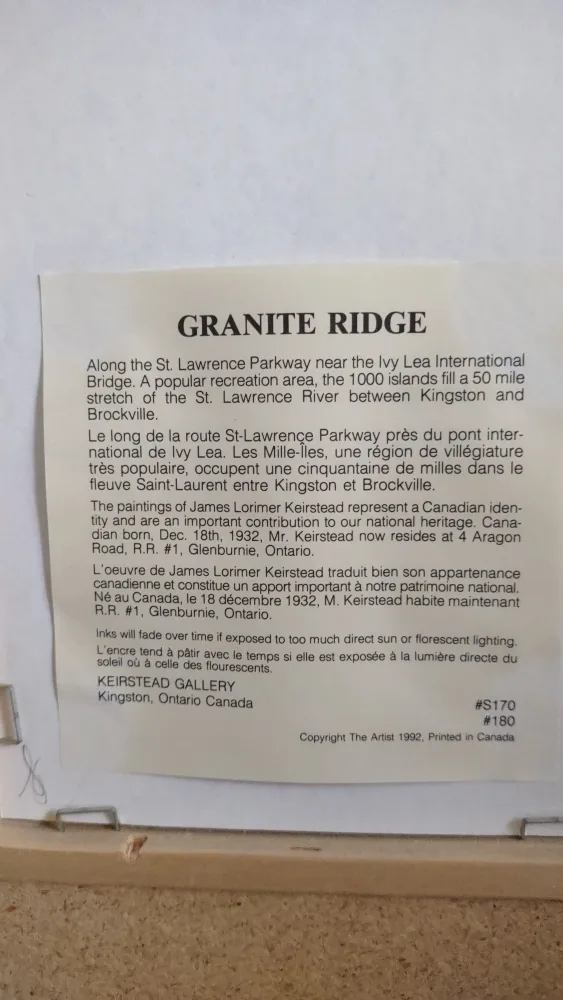 GRANITE RIDGE
Along the St. Lawrence Parkway near the Ivy Lea International
Bridge. A popular recreation area, the 1000 islands fill a 50 mile
stretch of the St. Lawrence River between Kingston and
Brockville.
Le long de la route St-Lawrence Parkway près du pont inter-
national de Ivy Lea. Les Mille-Îles, une région de villégiature
très populaire, occupent une cinquantaine de milles dans le
fleuve Saint-Laurent entre Kingston et Brockville.
The paintings of James Lorimer Keirstead represent a Canadian iden-
tity and are an important contribution to our national heritage. Cana-
dian born, Dec. 18th, 1932, Mr. Keirstead now resides at 4 Aragon
Road, R.R. #1, Glenburnie, Ontario.
L'oeuvre de James Lorimer Keirstead traduit bien son appartenance
canadienne et constitue un apport important à notre patrimoine national.
Né au Canada, le 18 décembre 1932, M. Keirstead habite maintenant
R.R. #1, Glenburnie, Ontario.
Inks will fade over time if exposed to too much direct sun or florescent lighting.
L'encre tend à pâtir avec le temps si elle est exposée à la lumière directe du
soleil où à celle des flourescents.
KEIRSTEAD GALLERY
Kingston, Ontario Canada
#S170
#180
Copyright The Artist 1992, Printed in Canada